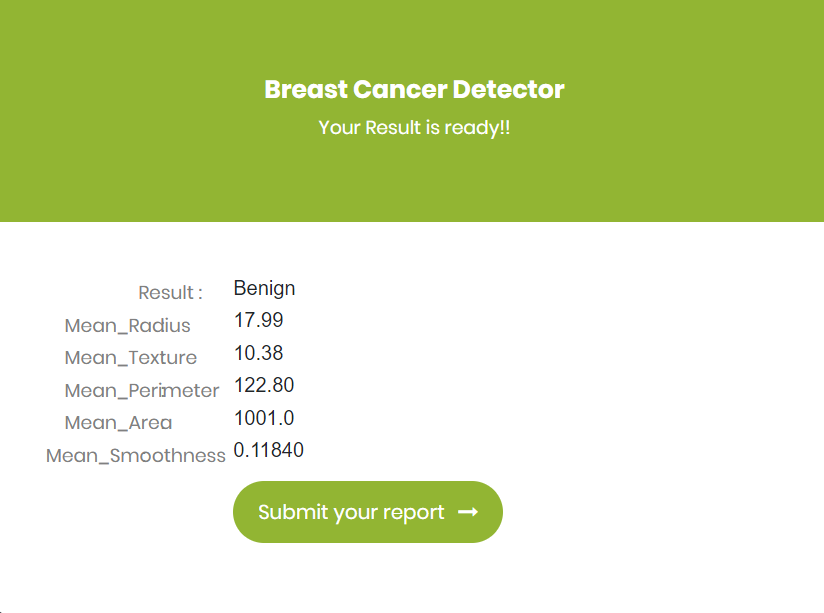 Breast Cancer Detector
Your Result is ready!!
Result : Benign
Mean_Radius 17.99
Mean_Texture 10.38
Mean_Perimeter 122.80
Mean_Area 1001.0
Mean_Smoothness 0.11840
Submit your report